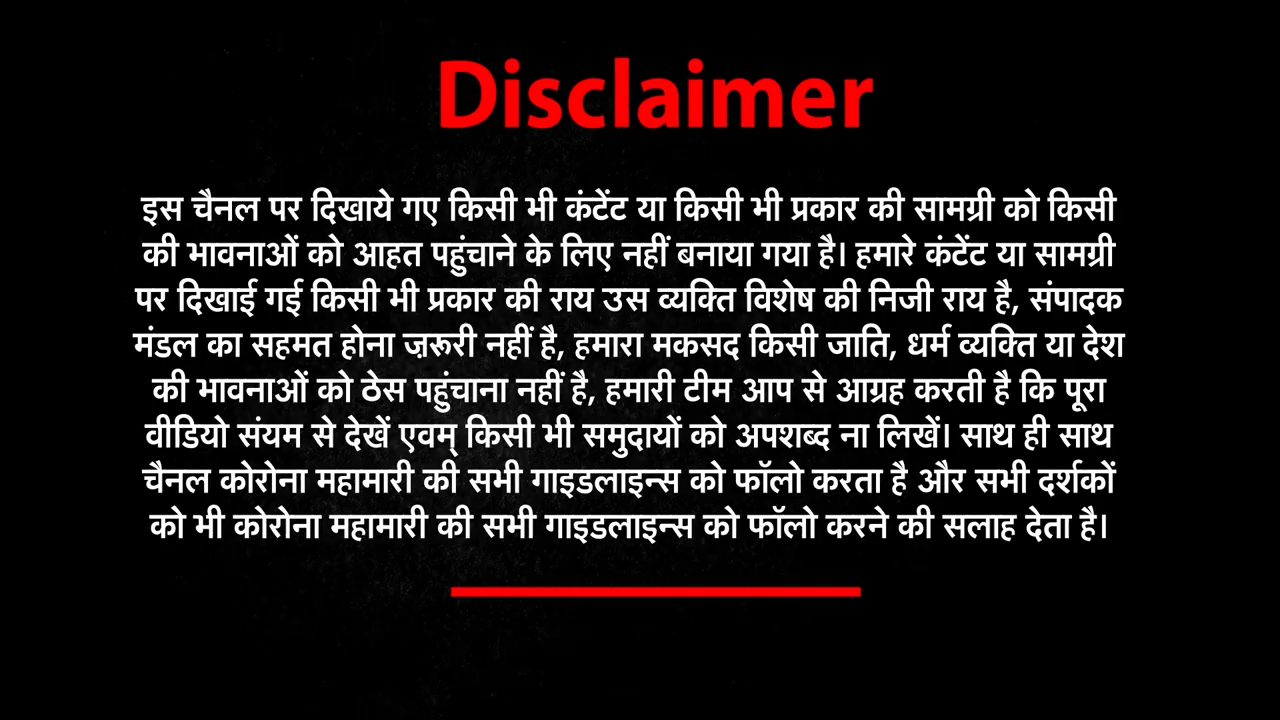 Disclaimer
इस चैनल पर दिखाये गए किसी भी कंटेंट या किसी भी प्रकार की सामग्री को किसी
की भावनाओं को आहत पहुंचाने के लिए नहीं बनाया गया है। हमारे कंटेंट या सामग्री
पर दिखाई गई किसी भी प्रकार की राय उस व्यक्ति विशेष की निजी राय है, संपादक
मंडल का सहमत होना ज़रूरी नहीं है, हमारा मकसद किसी जाति, धर्म व्यक्ति या देश
की भावनाओं को ठेस पहुंचाना नहीं है, हमारी टीम आप से आग्रह करती है कि पूरा
वीडियो संयम से देखें एवम् किसी भी समुदायों को अपशब्द ना लिखें। साथ ही साथ
चैनल कोरोना महामारी की सभी गाइडलाइन्स को फॉलो करता है और सभी दर्शकों
को भी कोरोना महामारी की सभी गाइडलाइन्स को फॉलो करने की सलाह देता है।